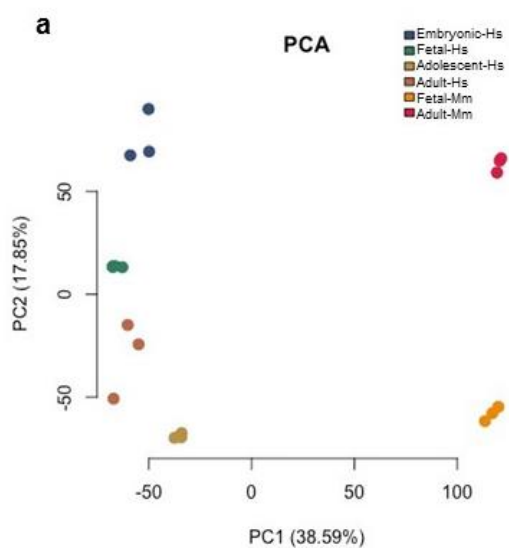 a
PCA
Embryonic-Hs
Fetal-Hs
Adolescent-Hs
Adult-Hs
Fetal-Mm
Adult-Mm
PC2 (17.85%)
50
0
-50
-50
0
50
100
PC1 (38.59%)